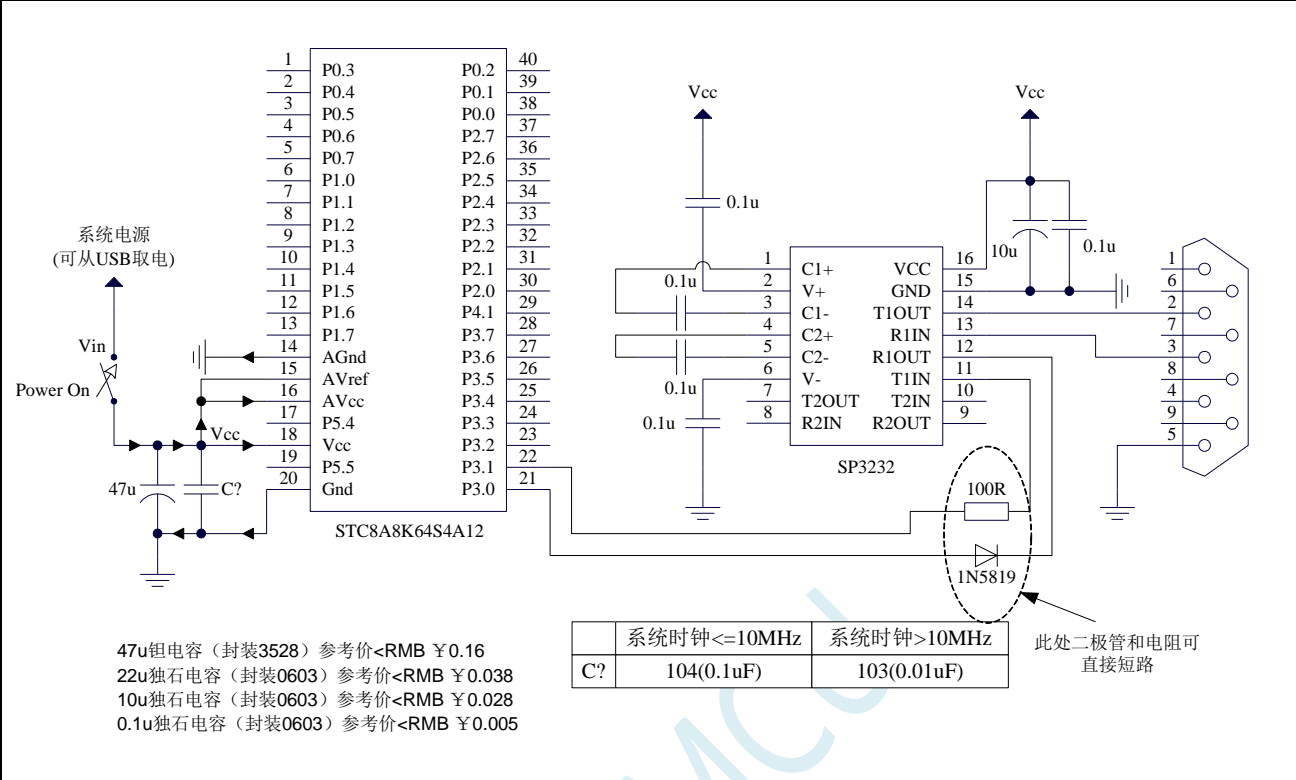 系统电源
(可从USB取电)
Vin
Power On
47u
C?
Vcc
1 P0.3 P0.2 40
2 P0.4 P0.1 39
3 P0.5 P0.0 38
4 P0.6 P2.7 37
5 P0.7 P2.6 36
6 P1.0 P2.5 35
7 P1.1 P2.4 34
8 P1.2 P2.3 33
9 P1.3 P2.2 32
10 P1.4 P2.1 31
11 P1.5 P2.0 30
12 P1.6 P4.1 29
13 P1.7 P3.7 28
14 AGnd P3.6 27
15 AVref P3.5 26
16 AVcc P3.4 25
17 P5.4 P3.3 24
18 Vcc P3.2 23
19 P5.5 P3.1 22
20 Gnd P3.0 21
STC8A8K64S4A12
Vcc
0.1u
0.1u
0.1u
0.1u
1 C1+ VCC 16
2 V+ GND 15
3 C1- T1OUT 14
4 C2+ R1IN 13
5 C2- R1OUT 12
6 V- T1IN 11
7 T2OUT T2IN 10
8 R2IN R2OUT 9
SP3232
Vcc
10u
0.1u
1
6
2
7
3
8
4
9
5
100R
1N5819
此处二极管和电阻可
直接短路
系统时钟<=10MHz 系统时钟>10MHz
C? 104(0.1uF) 103(0.01uF)
47u钽电容（封装3528）参考价<RMB ￥0.16
22u独石电容（封装0603）参考价<RMB ￥0.038
10u独石电容（封装0603）参考价<RMB ￥0.028
0.1u独石电容（封装0603）参考价<RMB ￥0.005
MCU